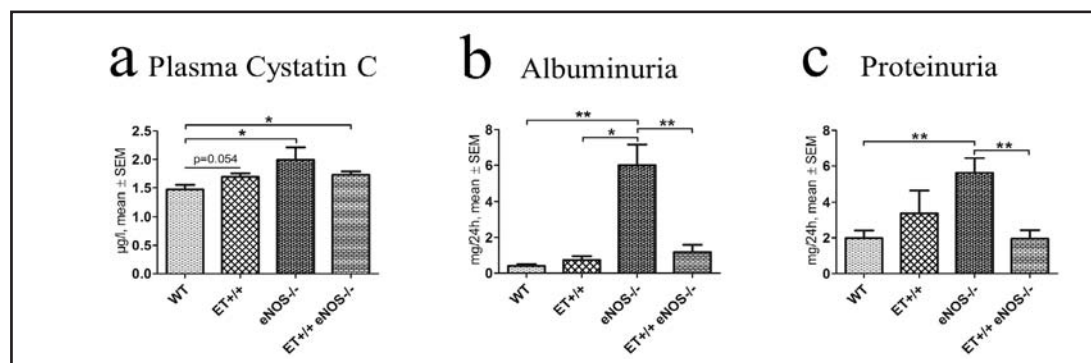 a Plasma Cystatin C
µg/l, mean ± SEM
2.5
2.0
1.5
1.0
0.5
0.0
*
*
p=0.054
WT
ET+/+
eNOS-/-
ET+/+ eNOS-/-
b Albuminuria
mg/24h, mean ± SEM
8
6
4
2
0
**
*
**
WT
ET+/+
eNOS-/-
ET+/+ eNOS-/-
c Proteinuria
mg/24h, mean ± SEM
8
6
4
2
0
**
**
WT
ET+/+
eNOS-/-
ET+/+ eNOS-/-